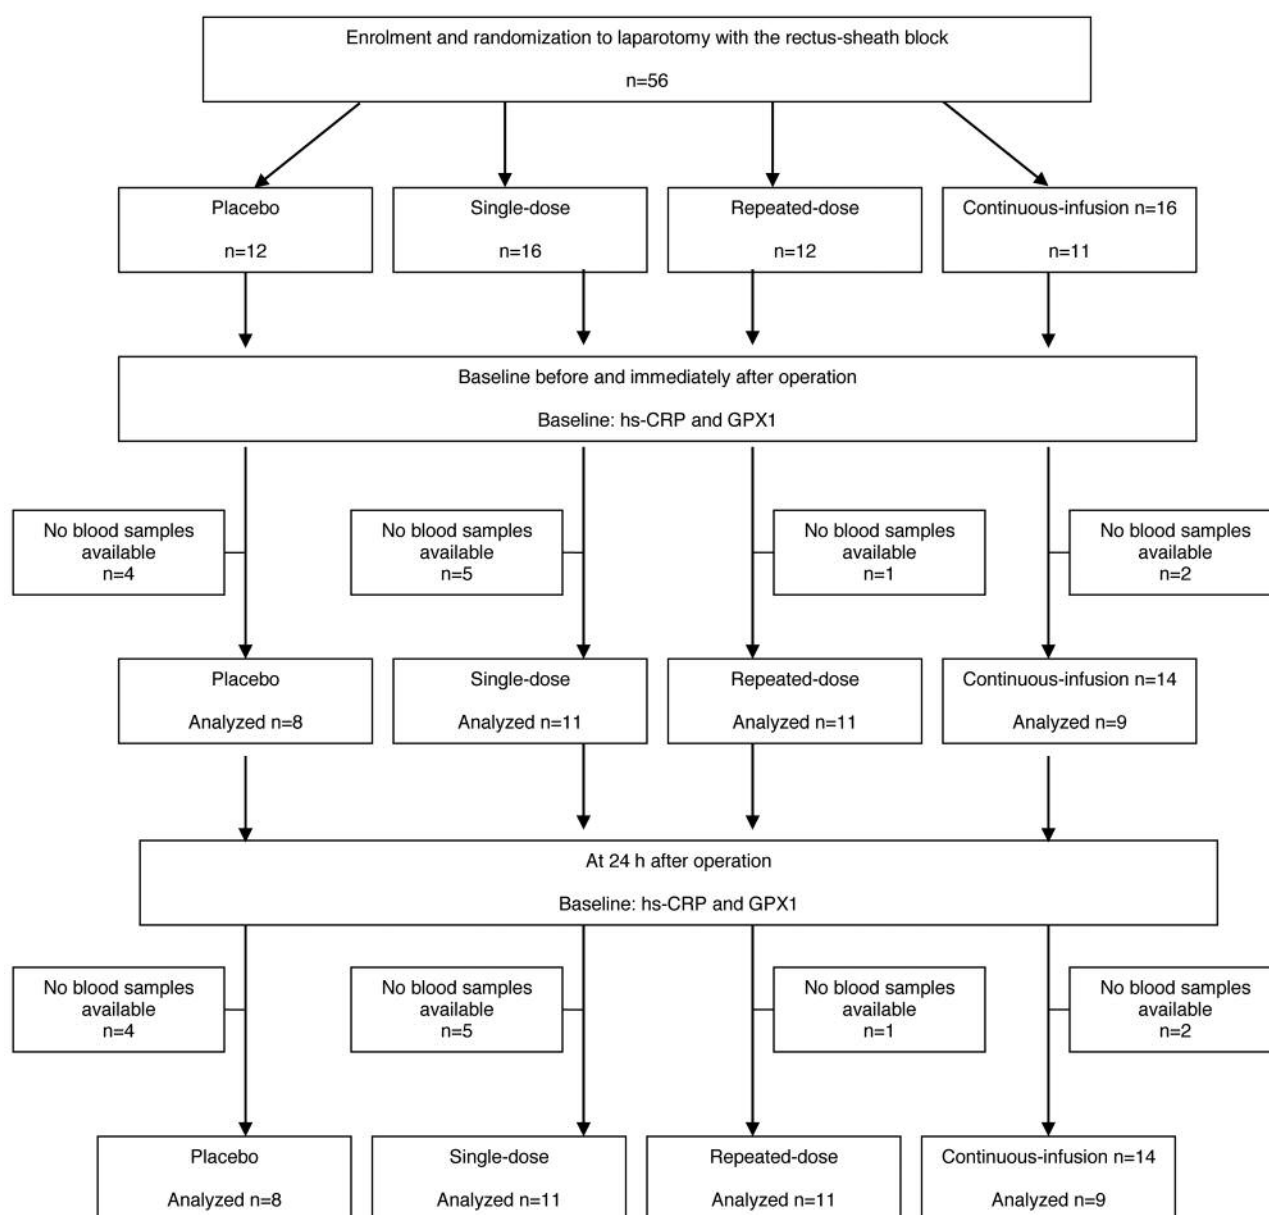 Enrolment and randomization to laparotomy with the rectus-sheath block
n=56
Placebo
n=12
Single-dose
n=16
Repeated-dose
n=12
Continuous-infusion n=16
n=11
Baseline before and immediately after operation
Baseline: hs-CRP and GPX1
No blood samples
available
n=4
No blood samples
available
n=5
No blood samples
available
n=1
No blood samples
available
n=2
Placebo
Analyzed n=8
Single-dose
Analyzed n=11
Repeated-dose
Analyzed n=11
Continuous-infusion n=14
Analyzed n=9
At 24 h after operation
Baseline: hs-CRP and GPX1
No blood samples
available
n=4
No blood samples
available
n=5
No blood samples
available
n=1
No blood samples
available
n=2
Placebo
Analyzed n=8
Single-dose
Analyzed n=11
Repeated-dose
Analyzed n=11
Continuous-infusion n=14
Analyzed n=9